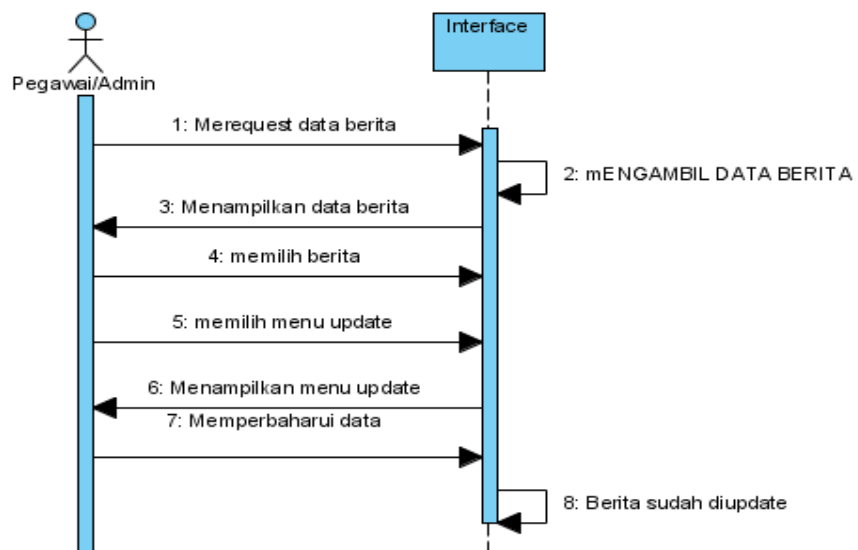 Interface
Pegawai/Admin
1: Merequest data berita
2: mENGAMBIL DATA BERITA
3: Menampilkan data berita
4: memilih berita
5: memilih menu update
6: Menampilkan menu update
7: Memperbaharui data
8: Berita sudah diupdate